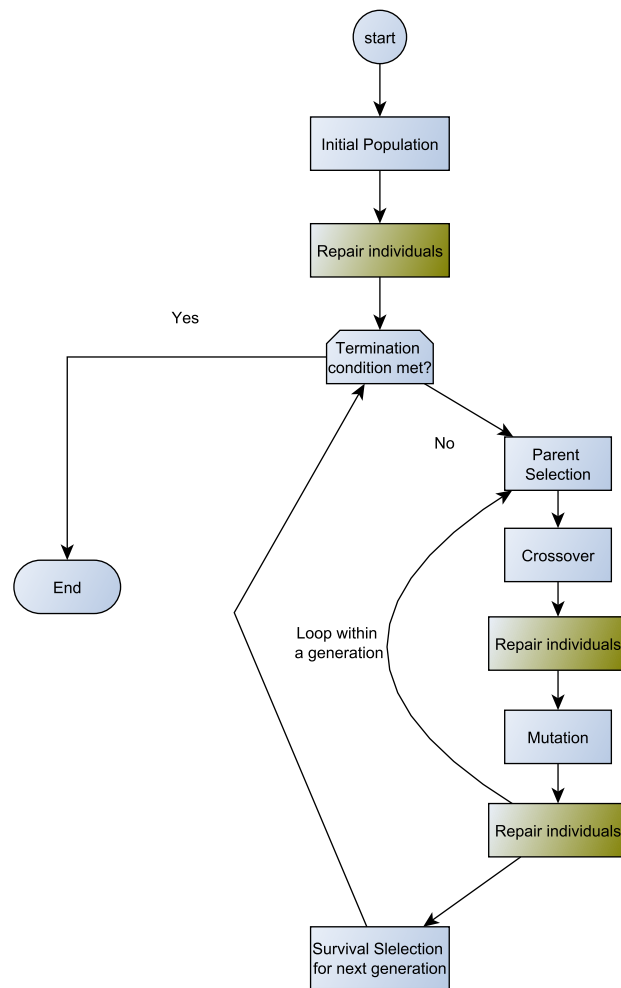 start
Initial Population
Repair individuals
Termination
condition met?
Yes
No
Parent
Selection
Crossover
End
Loop within
a generation
Repair individuals
Mutation
Repair individuals
Survival Slelection
for next generation